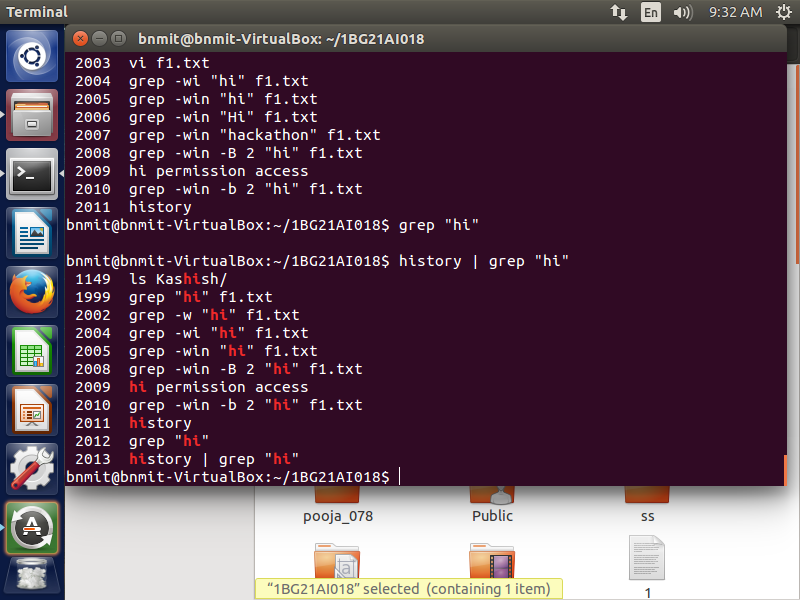 Terminal
En
9:32 AM
bnmit@bnmit-VirtualBox: ~/1BG21AI018
2003 vi f1.txt
2004 grep -wi "hi" f1.txt
2005 grep -win "hi" f1.txt
2006 grep -win "Hi" f1.txt
2007 grep -win "hackathon" f1.txt
2008 grep -win -B 2 "hi" f1.txt
2009 hi permission access
2010 grep -win -b 2 "hi" f1.txt
2011 history
bnmit@bnmit-VirtualBox:~/1BG21AI018$ grep "hi"
bnmit@bnmit-VirtualBox:~/1BG21AI018$ history | grep "hi"
1149 ls Kashish/
1999 grep "hi" f1.txt
2002 grep -w "hi" f1.txt
2004 grep -wi "hi" f1.txt
2005 grep -win "hi" f1.txt
2008 grep -win -B 2 "hi" f1.txt
2009 hi permission access
2010 grep -win -b 2 "hi" f1.txt
2011 history
2012 grep "hi"
2013 history | grep "hi"
bnmit@bnmit-VirtualBox:~/1BG21AI018$
pooja_078
Public
ss
1
“1BG21AI018” selected (containing 1 item)